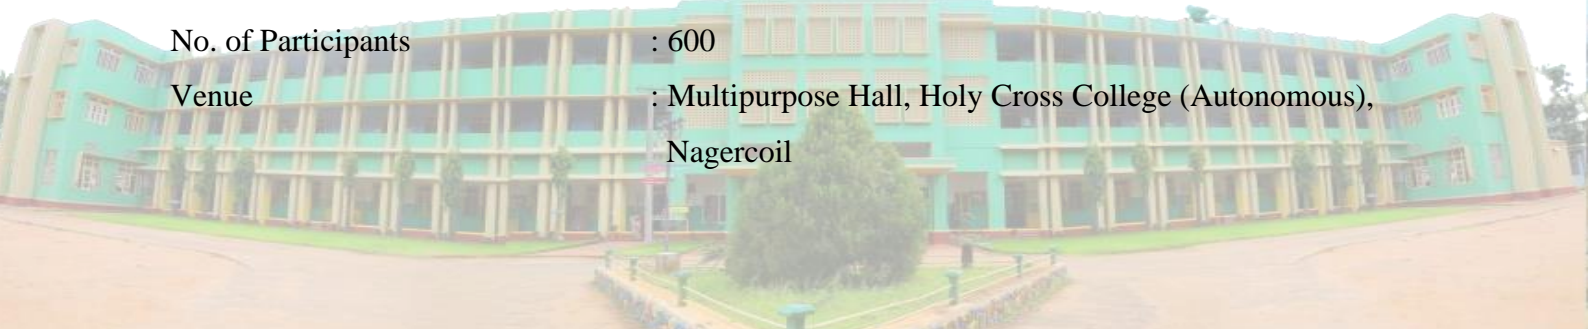 No. of Participants : 600
Venue : Multipurpose Hall, Holy Cross College (Autonomous),
Nagercoil